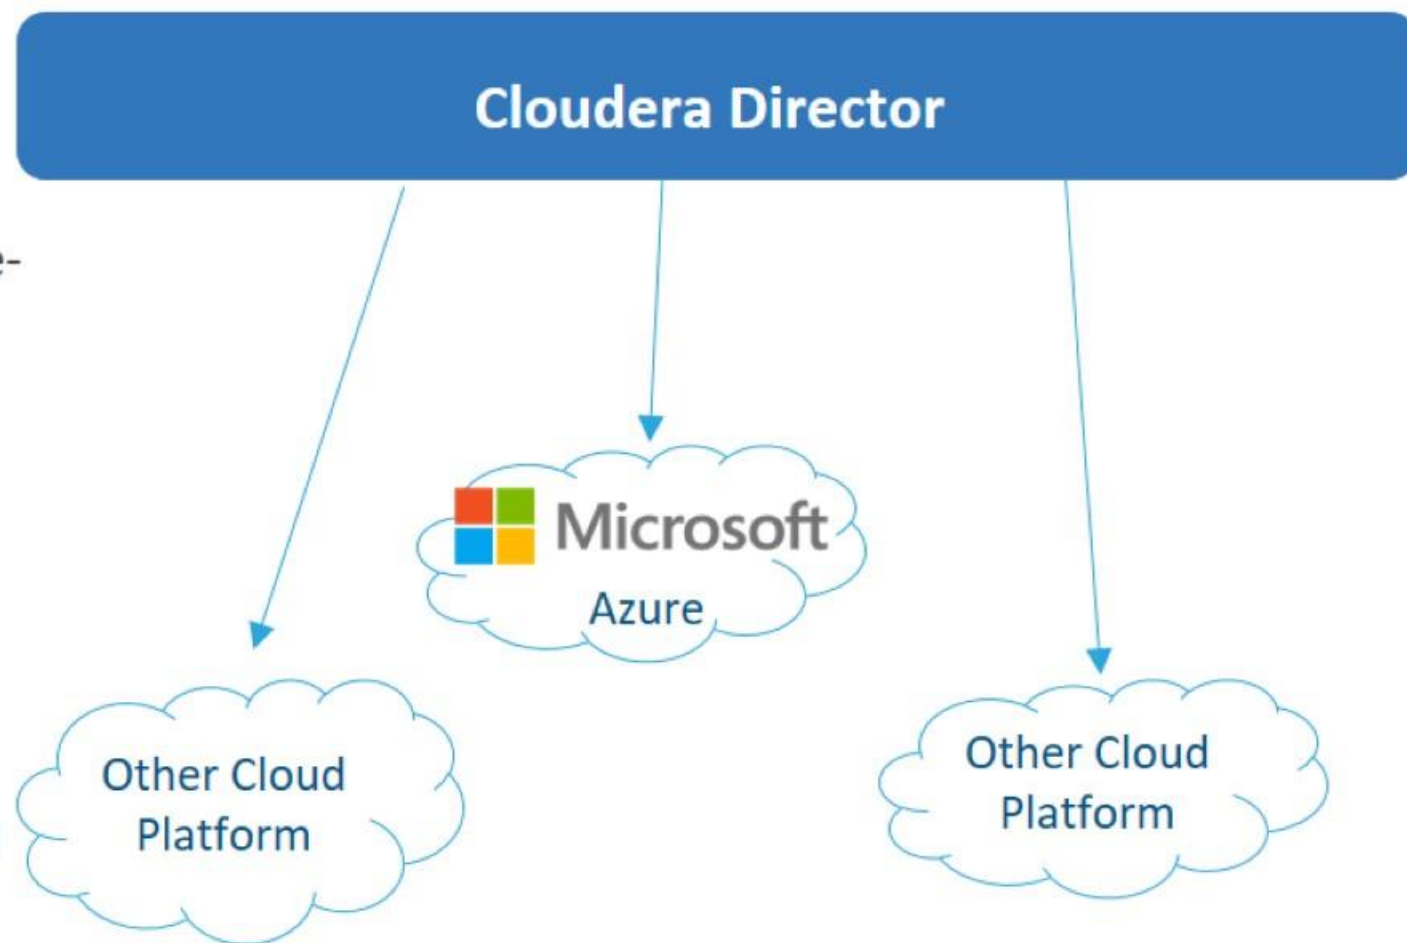 Cloudera Director
e-
Microsoft
Azure
Other Cloud
Platform
Other Cloud
Platform